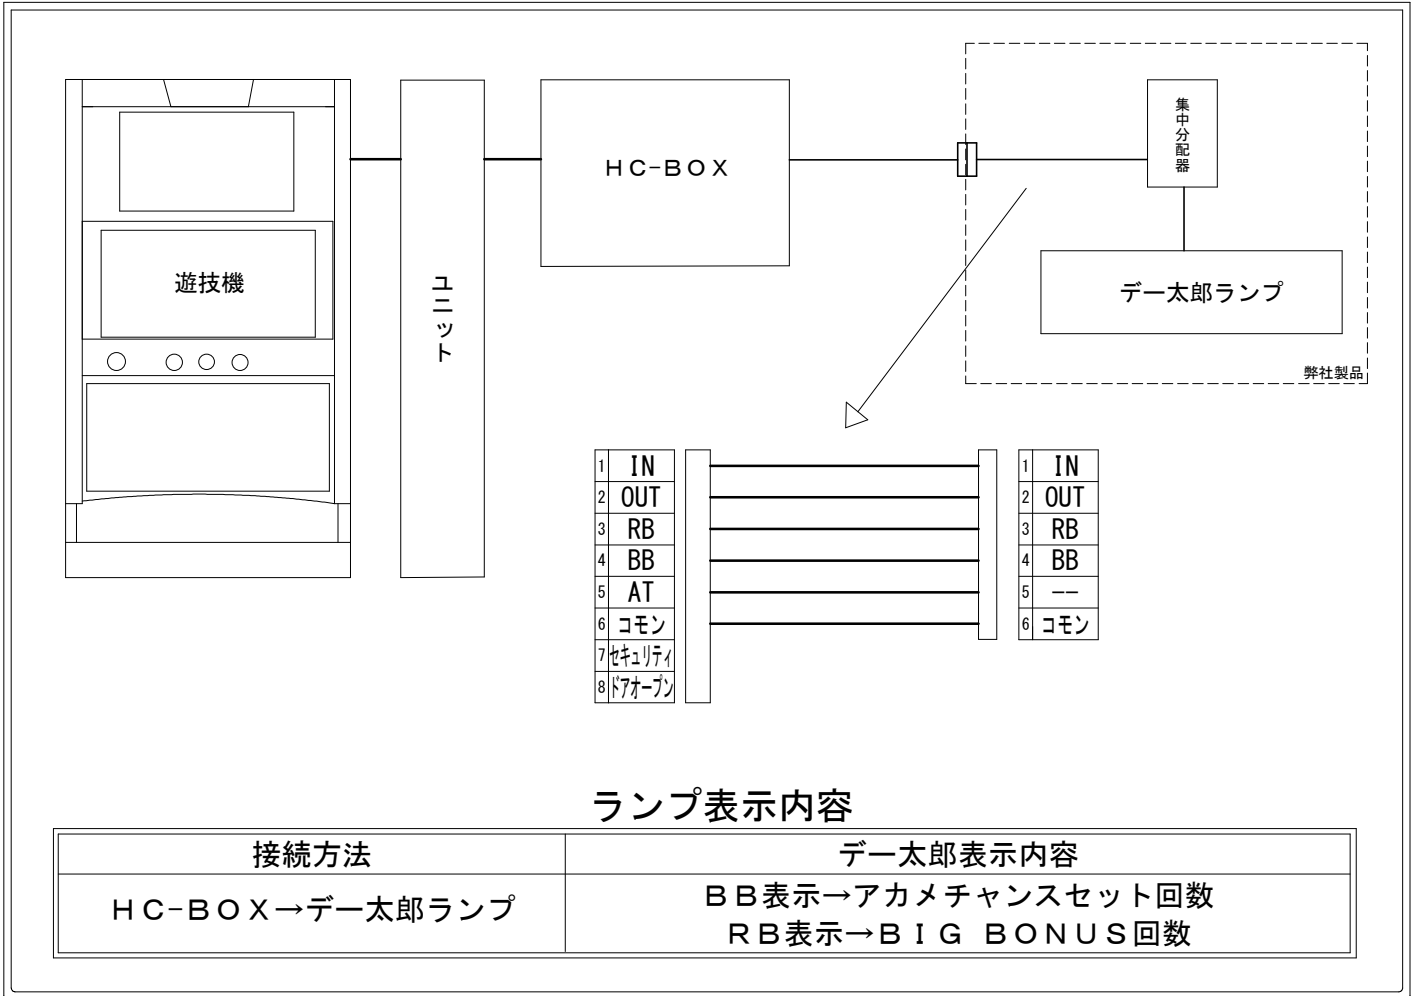 集中分配器
HC-BOX
遊技機
ユニット
デー太郎ランプ
弊社製品
1 IN
2 OUT
3 RB
4 BB
5 AT
6 コモン
7 セキュリティ
8 ドアオープン
1 IN
2 OUT
3 RB
4 BB
5 --
6 コモン
ランプ表示内容
接続方法 デー太郎表示内容
HC-BOX→デー太郎ランプ
BB表示→アカメチャンスセット回数
RB表示→BIG BONUS回数